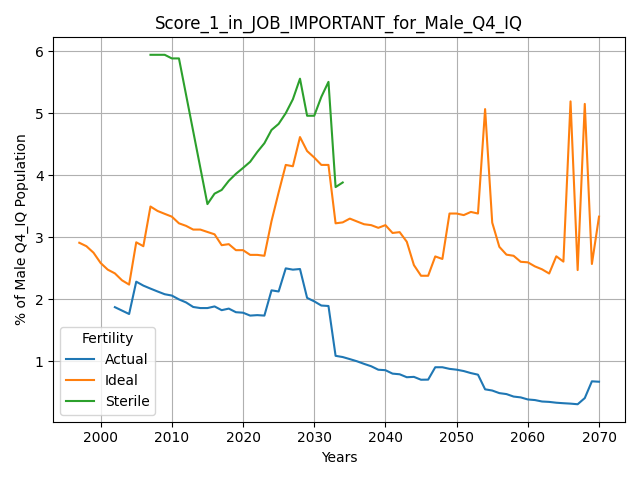 Score_1_in_JOB_IMPORTANT_for_Male_Q4_IQ
% of Male Q4_IQ Population
6
5
4
3
2
1
Fertility
Actual
Ideal
Sterile
2000 2010 2020 2030 2040 2050 2060 2070
Years